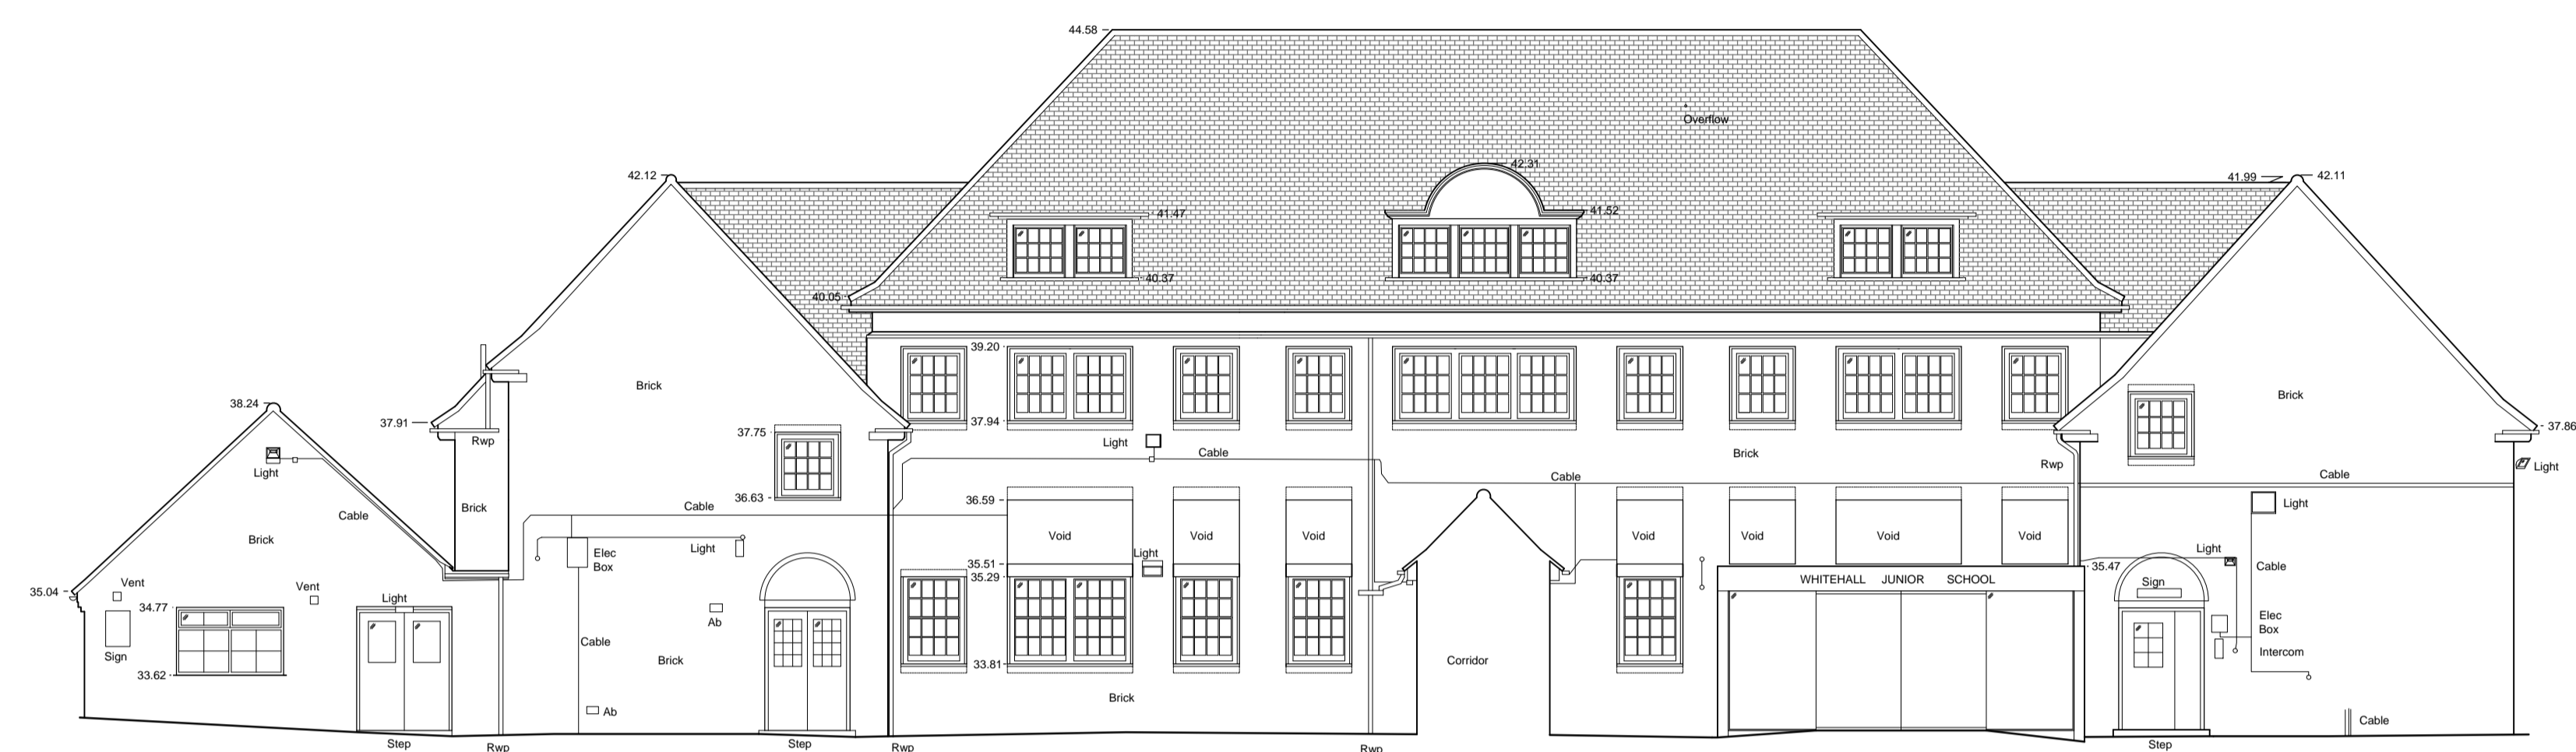 44.58
Overflow
42.31
42.12
41.99
42.11
41.47
41.52
40.37
40.37
40.05
39.20
Brick
Brick
38.24
37.91
37.94
37.86
37.75
Rwp
Light
Cable
Brick
Rwp
Light
Light
Cable
Cable
36.63
36.59
Brick
Cable
Light
Cable
Void
Void
Void
Void
Void
Void
Void
Brick
Elec
Box
Light
Light
Light
35.51
35.47
Cable
35.29
WHITEHALL JUNIOR SCHOOL
Vent
Vent
Sign
35.04
Light
34.77
Ab
Elec
Box
Cable
Intercom
Sign
Brick
Corridor
33.81
33.62
Brick
Ab
Cable
Step
Rwp
Step
Rwp
Rwp
Step